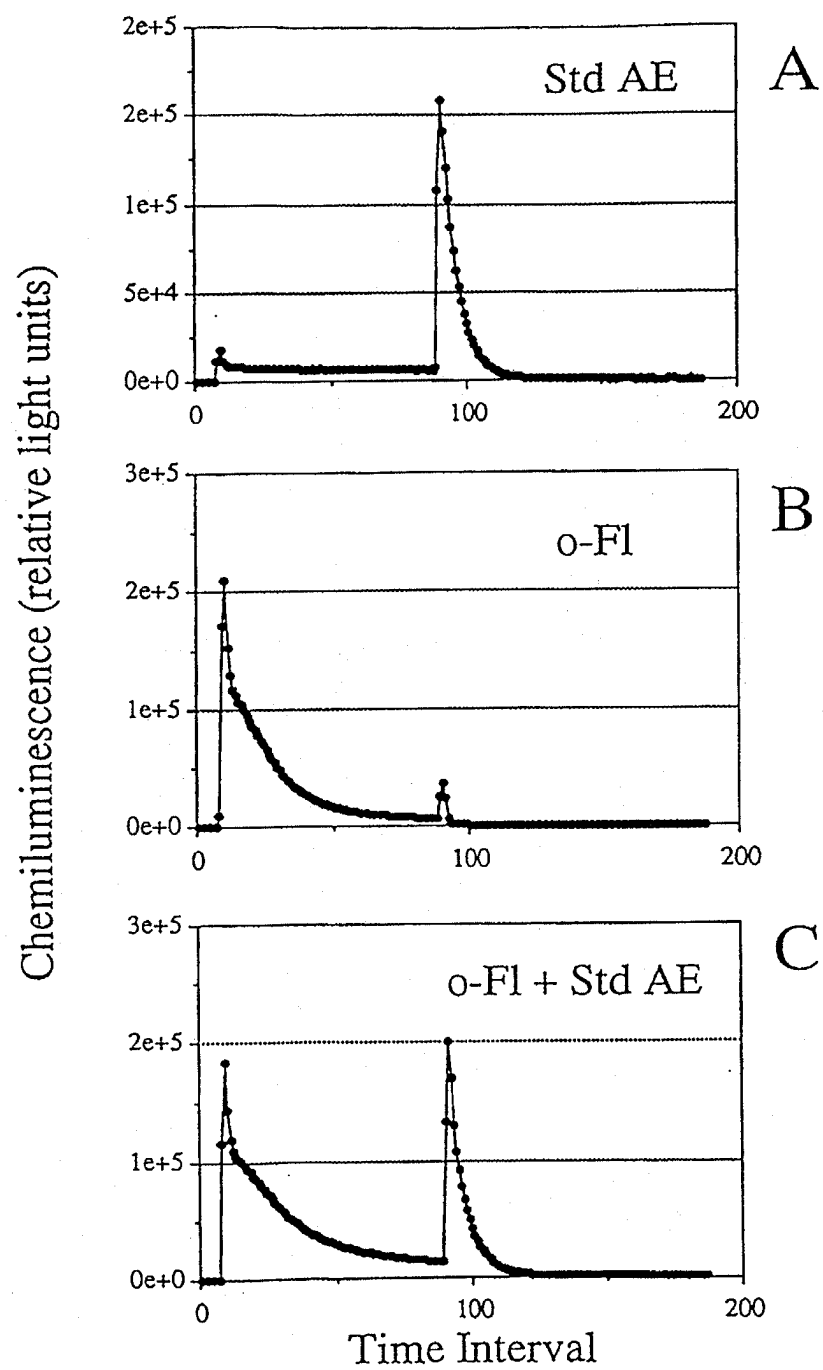 2e+5
Std AE
A
2e+5
1e+5
5e+4
0e+0
0
100
200
3e+5
B
o-Fl
2e+5
1e+5
0e+0
0
100
200
3e+5
C
o-Fl + Std AE
2e+5
1e+5
0e+0
0
100
200
Chemiluminescence (relative light units)
Time Interval